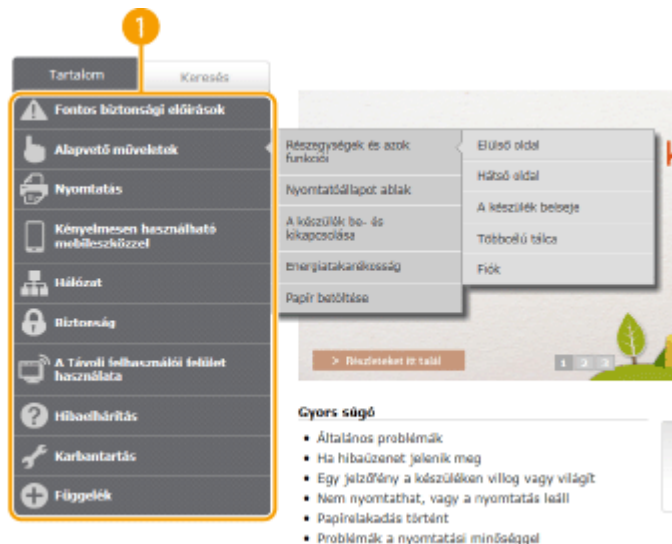 1
Tartalom
Keresés
Fontos biztonsági előírások
Alapvető műveletek
Nyomtatás
Kényelmesen használható
mobileszközzel
Hálózat
Biztonság
A Távoli felhasználói felület
használata
Hibaelhárítás
Karbantartás
Függelék
Részegységek és azok
funkciói
Nyomtatóállapot ablak
A készülék be- és
kikapcsolása
Energiatakarékosság
Papír betöltése
Elülső oldal
Hátsó oldal
A készülék belseje
Többcélú tálca
Fiók
> Részleteket itt talál
1 2 3
Gyors súgó
• Általános problémák
• Ha hibaüzenet jelenik meg
• Egy jelzőfény a készüléken villog vagy világít
• Nem nyomtathat, vagy a nyomtatás leáll
• Papírelakadás történt
• Problémák a nyomtatási minőséggel